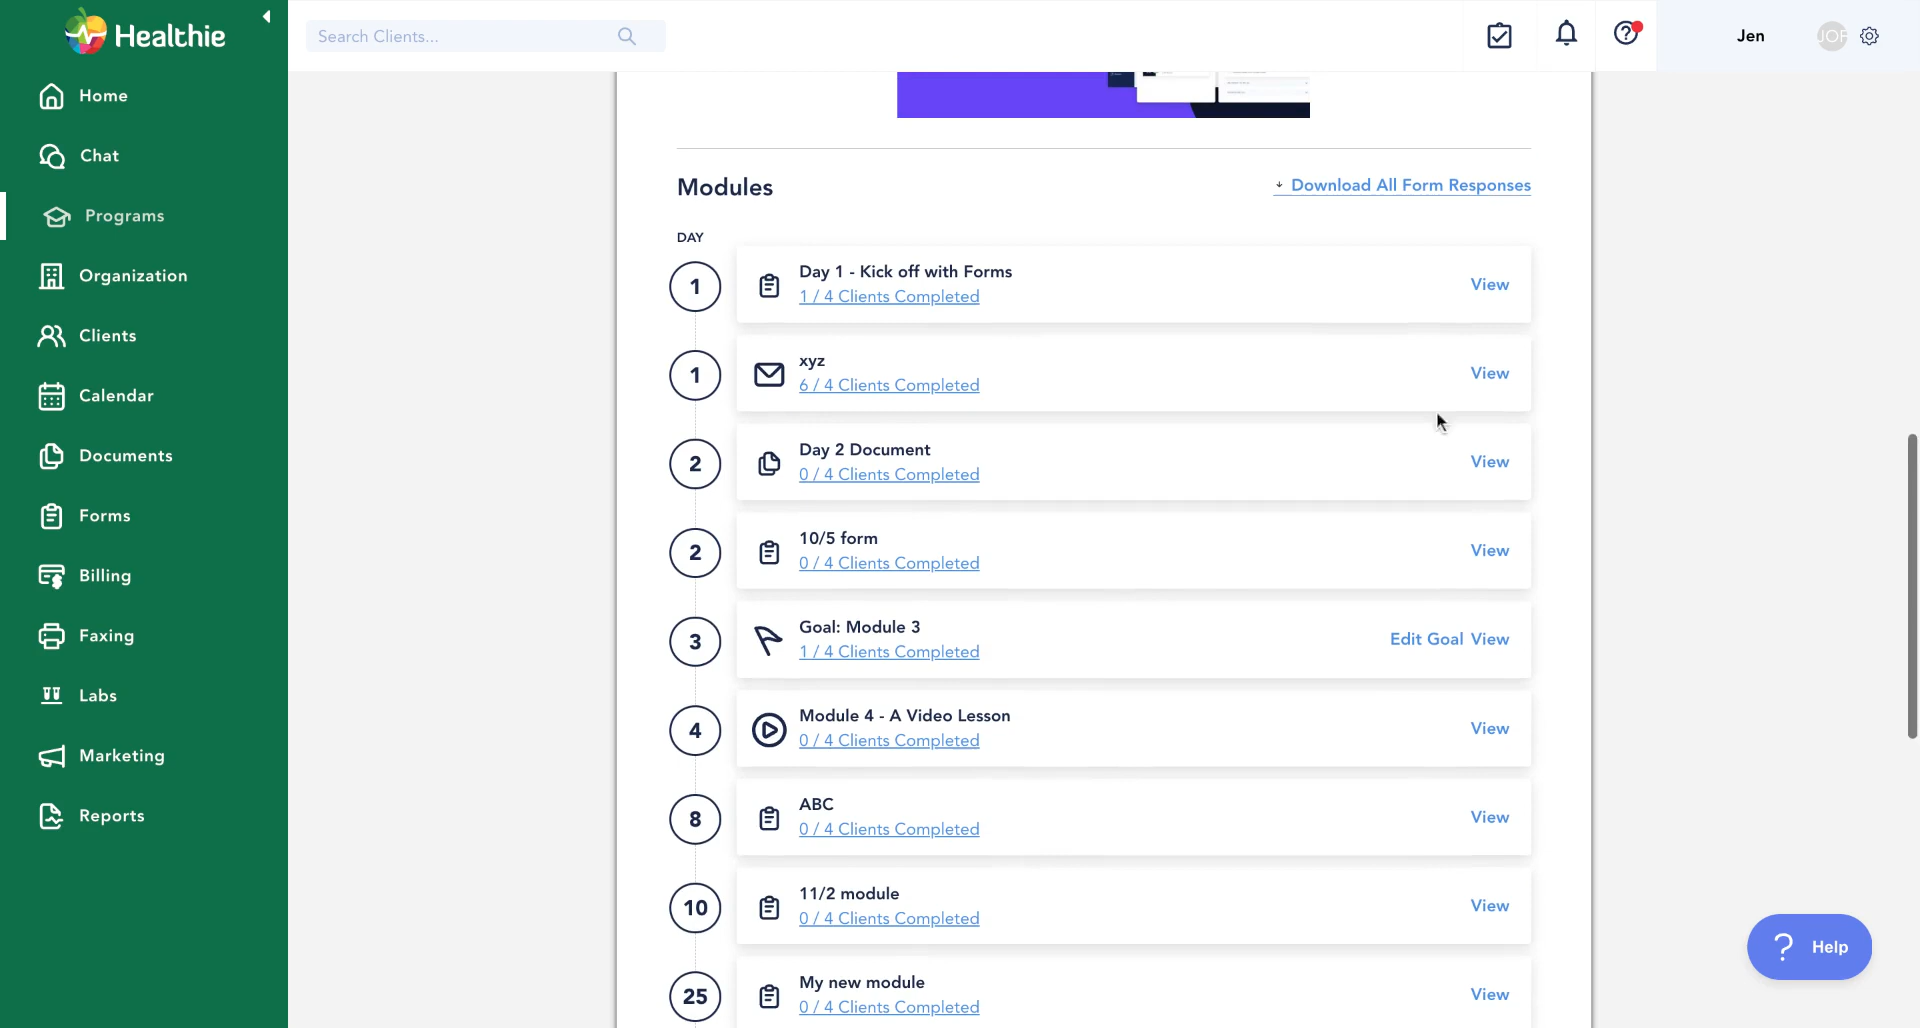 Healthie
Search Clients...
Jen
JOF
Home
Chat
Programs
Organization
Clients
Calendar
Documents
Forms
Billing
Faxing
Labs
Marketing
Reports
Modules
Download All Form Responses
DAY
1
Day 1 - Kick off with Forms
1 / 4 Clients Completed
View
1
xyz
6 / 4 Clients Completed
View
2
Day 2 Document
0 / 4 Clients Completed
View
2
10/5 form
0 / 4 Clients Completed
View
3
Goal: Module 3
1 / 4 Clients Completed
Edit Goal View
4
Module 4 - A Video Lesson
0 / 4 Clients Completed
View
8
ABC
0 / 4 Clients Completed
View
10
11/2 module
0 / 4 Clients Completed
View
25
My new module
0 / 4 Clients Completed
View
? Help